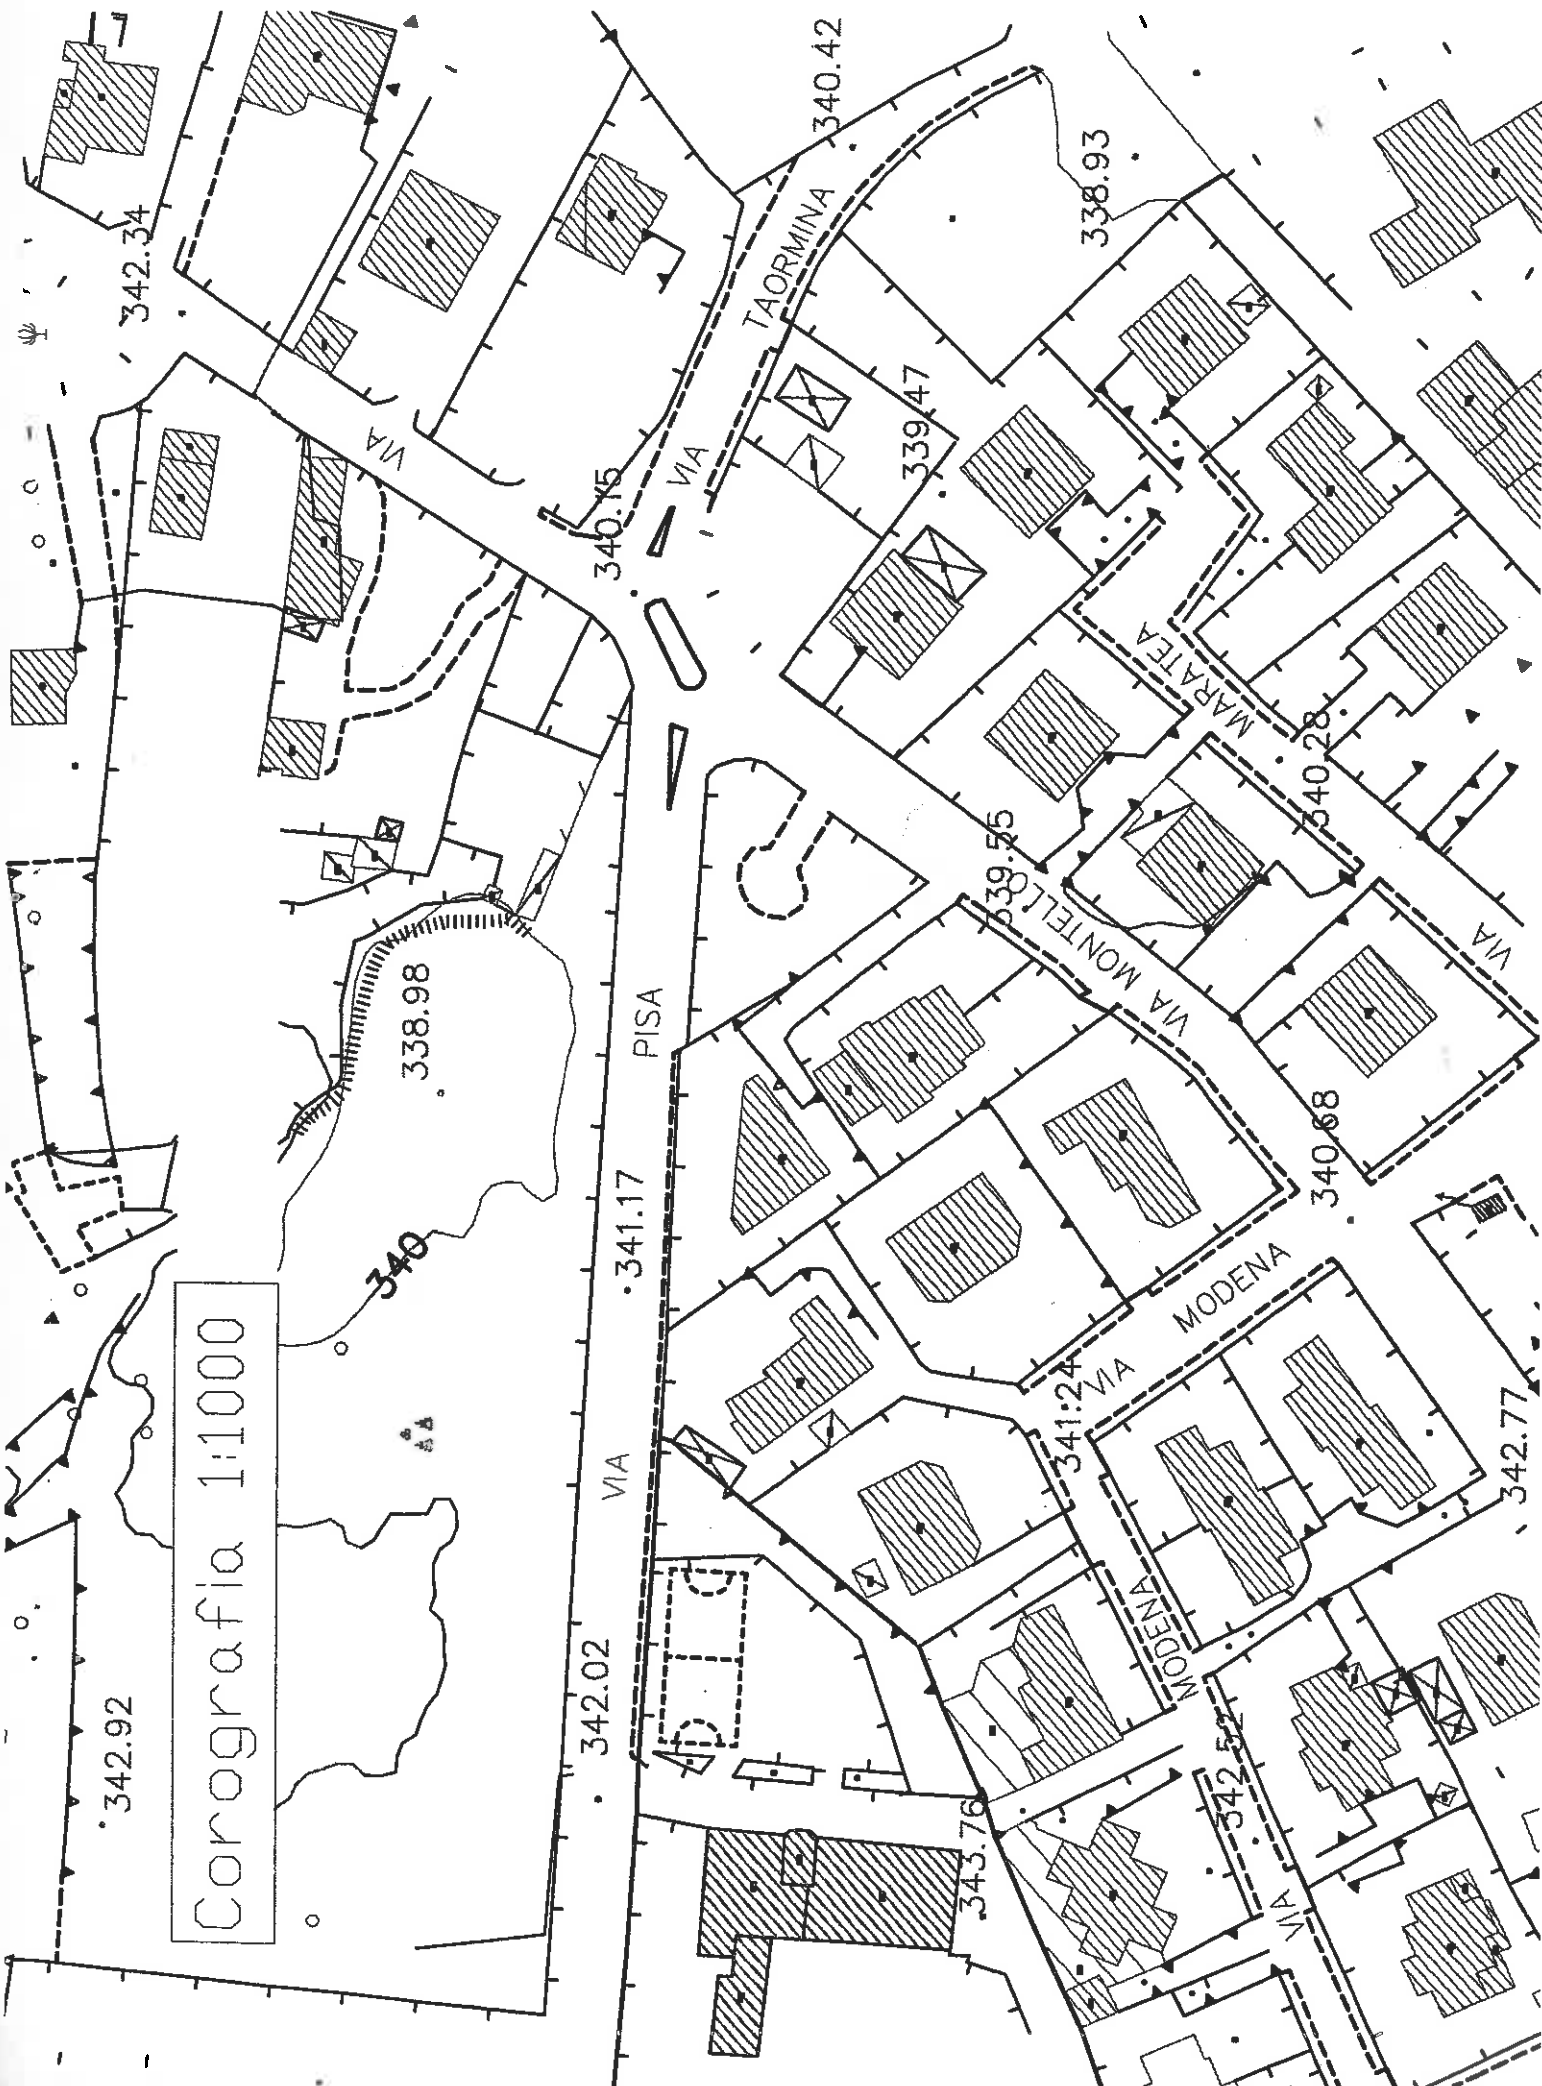 342.34
340.42
338.93
VIA
TAORMINA
VIA
340.15
339.47
MARATEA
340.28
339.55
VIA MONTELLO
VIA
338.98
PISA
341.17
340
340.68
MODENA
VIA
341.24
VIA
342.77
Corografia 1:1000
342.92
342.02
MODENA
342.52
343.76
VIA